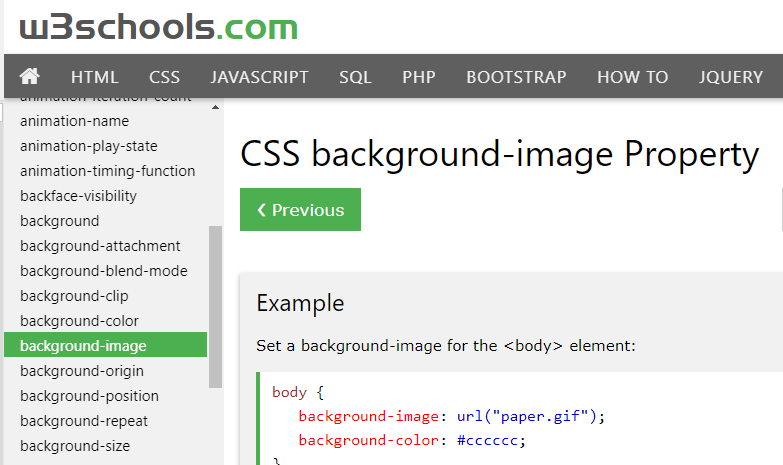 w3schools.com
HTML CSS JAVASCRIPT SQL PHP BOOTSTRAP HOW TO JQUERY
animation-iteration-count
animation-name
animation-play-state
animation-timing-function
backface-visibility
background
background-attachment
background-blend-mode
background-clip
background-color
background-image
background-origin
background-position
background-repeat
background-size
CSS background-image Property
❮ Previous
Example
Set a background-image for the <body> element:
body {
background-image: url("paper.gif");
background-color: #cccccc;
}